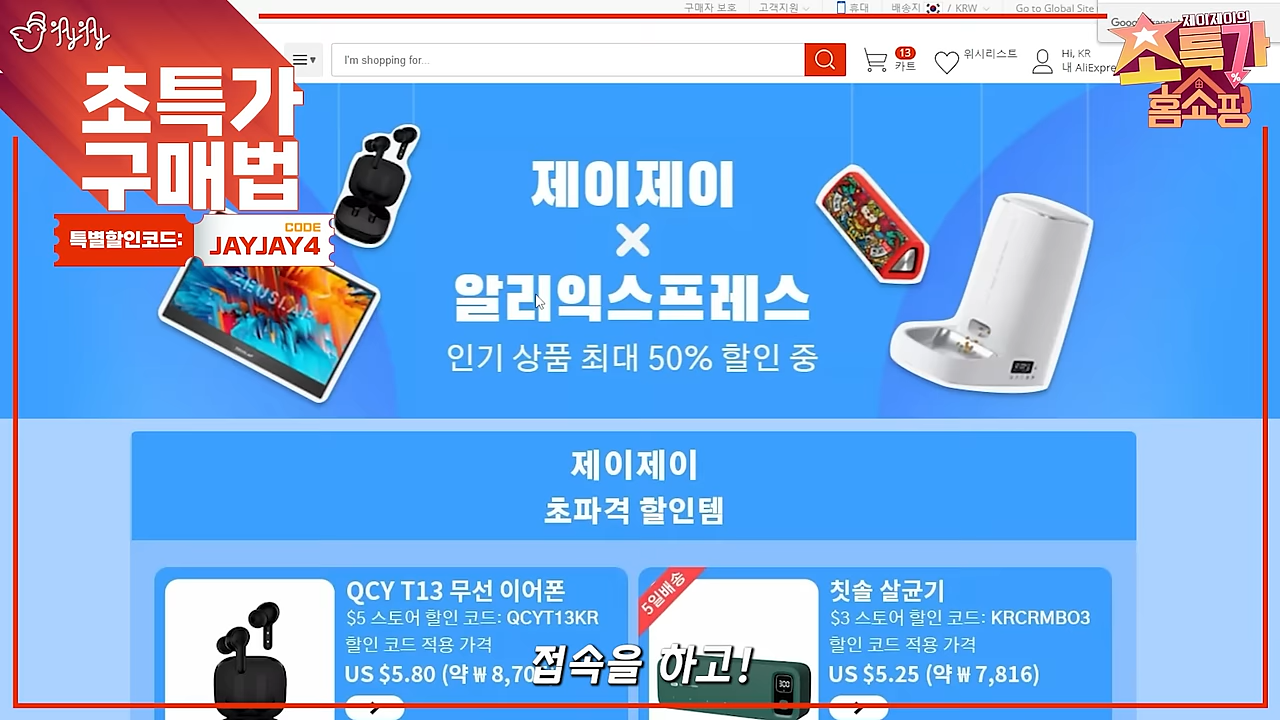 구매자 보호
고객지원
휴대
배송지 / KRW
Go to Global Site
제이제이
초특가 구매법
특별할인코드:
CODE
JAYJAY4
I'm shopping for...
13
카트
위시리스트
Hi, KR
내 AliExpre
제이제이의
초특가
%
홈쇼핑
제이제이
×
알리익스프레스
인기 상품 최대 50% 할인 중
ZEUSLAP
제이제이
초파격 할인템
QCY T13 무선 이어폰
$5 스토어 할인 코드: QCYT13KR
할인 코드 적용 가격
US $5.80 (약 ₩ 8,70
5일배송
칫솔 살균기
$3 스토어 할인 코드: KRCRMBO3
할인 코드 적용 가격
US $5.25 (약 ₩ 7,816)
300
접속을 하고!